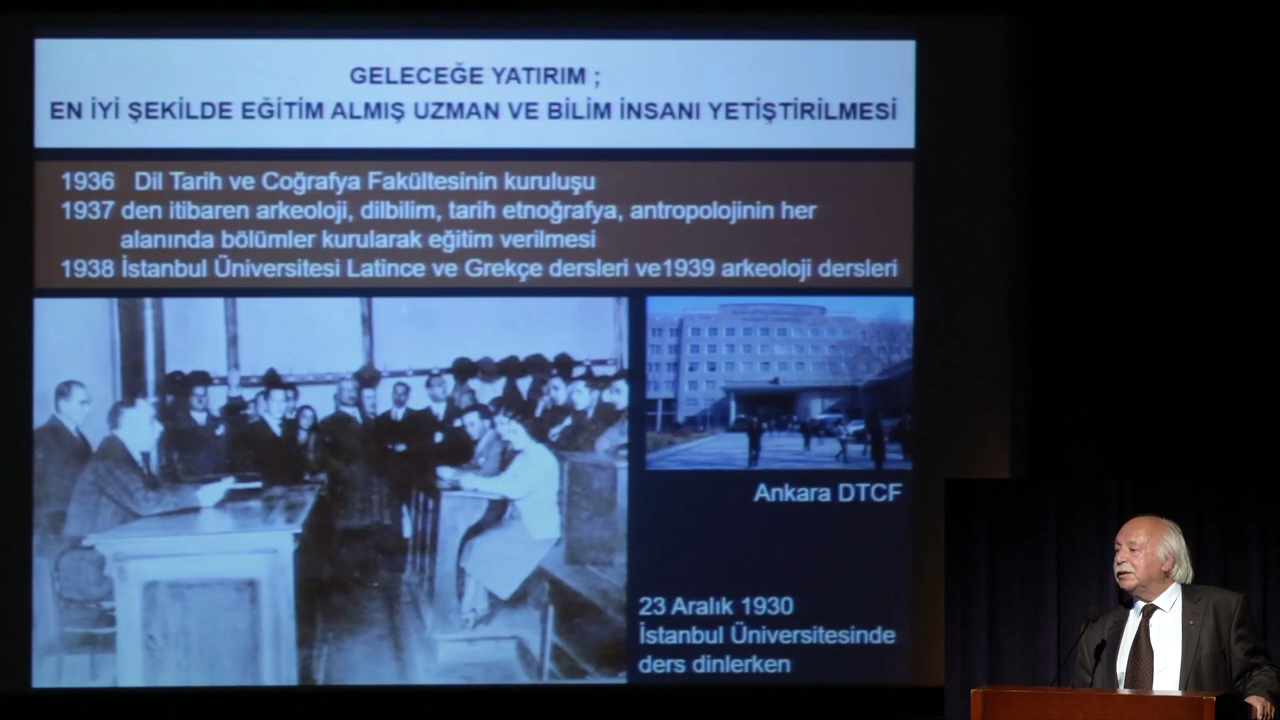 GELECEĞE YATIRIM ;
EN İYİ ŞEKİLDE EĞİTİM ALMIŞ UZMAN VE BİLİM İNSANI YETİŞTİRİLMESİ
1936 Dil Tarih ve Coğrafya Fakültesinin kuruluşu
1937 den itibaren arkeoloji, dilbilim, tarih etnoğrafya, antropolojinin her
alanında bölümler kurularak eğitim verilmesi
1938 İstanbul Üniversitesi Latince ve Grekçe dersleri ve1939 arkeoloji dersleri
Ankara DTCF
23 Aralık 1930
İstanbul Üniversitesinde
ders dinlerken